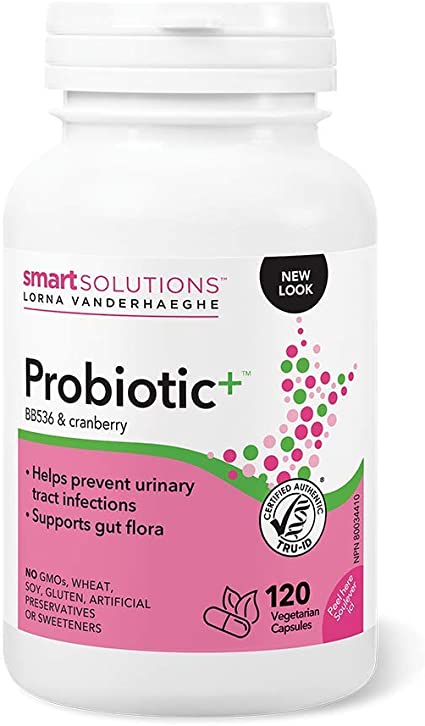 smartSOLUTIONS™
LORNA VANDERHAEGHE
NEW
LOOK
Probiotic+™
BB536 & cranberry
• Helps prevent urinary
tract infections
• Supports gut flora
CERTIFIED AUTHENTIC
TRU-ID
®
NPN 80034410
NO GMOs, WHEAT,
SOY, GLUTEN, ARTIFICIAL
PRESERVATIVES
OR SWEETENERS
120
Vegetarian
Capsules
Peel here
Soulever
ici